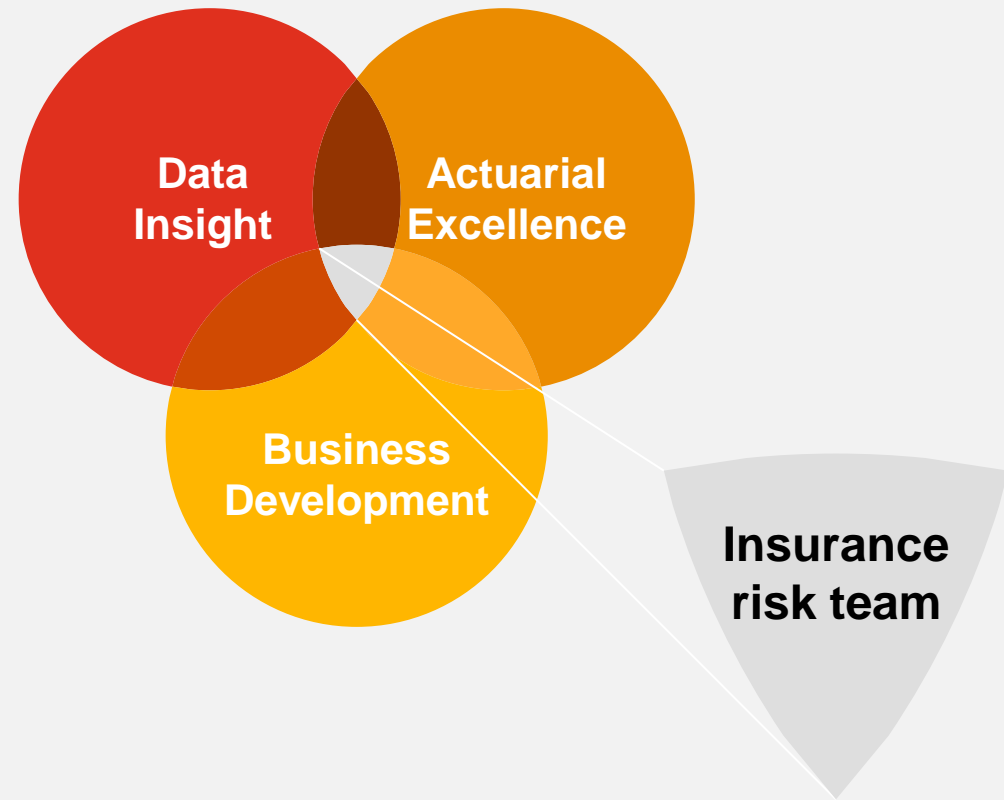 Data
Insight
Actuarial
Excellence
Business
Development
Insurance
risk team